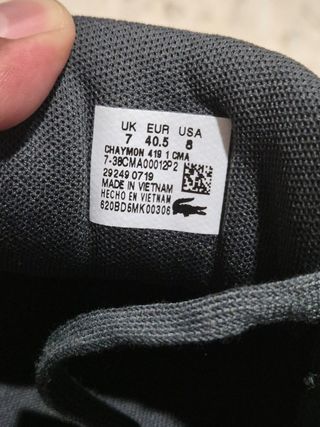 UK EUR USA
7 40.5 8
CHAYMON 419 1 CMA
7-38CMA00012P2
29249 0719
MADE IN VIETNAM
HECHO EN VIETNAM
620BD6MK00306